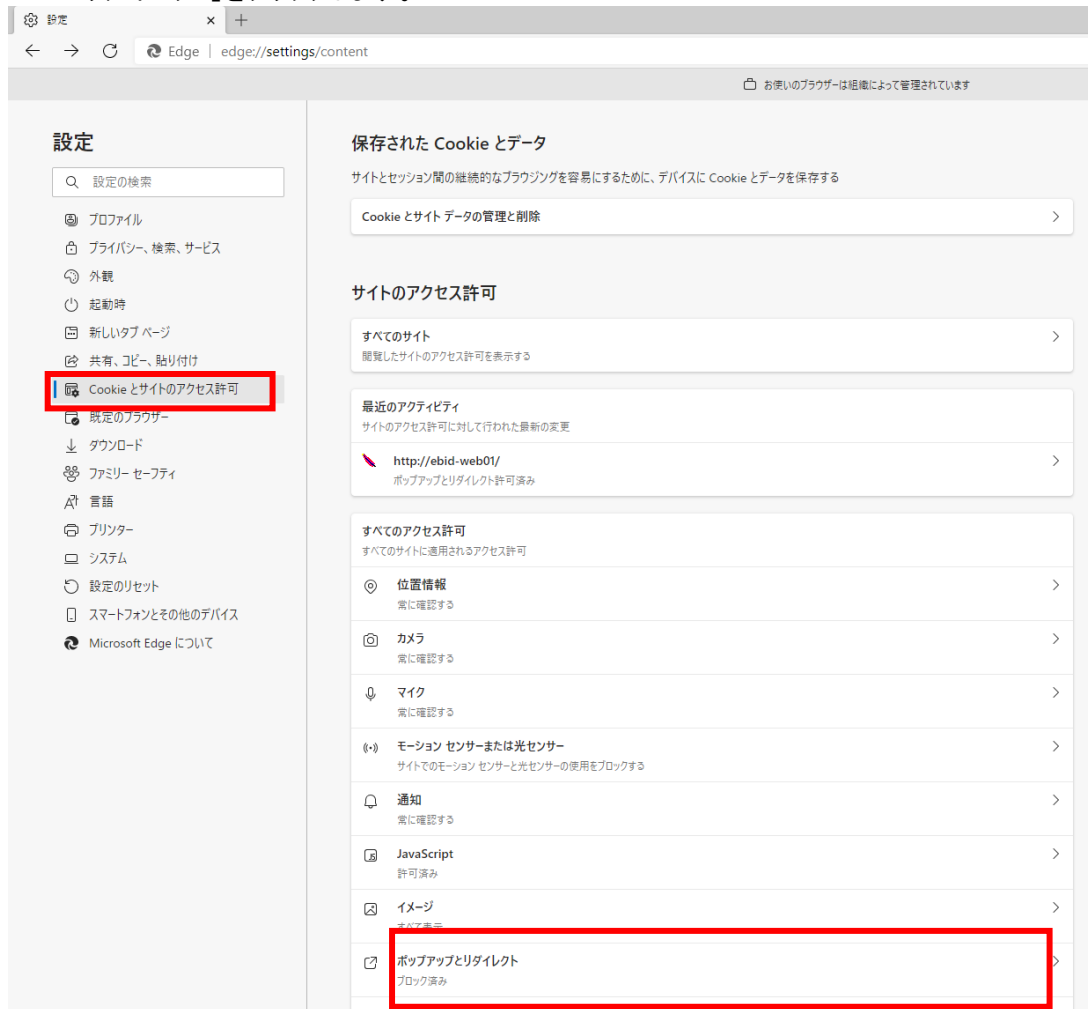 設定
Edge | edge://settings/content
お使いのブラウザーは組織によって管理されています
設定
設定の検索
プロファイル
プライバシー、検索、サービス
外観
起動時
新しいタブ ページ
共有、コピー、貼り付け
Cookie とサイトのアクセス許可
既定のブラウザー
ダウンロード
ファミリー セーフティ
言語
プリンター
システム
設定のリセット
スマートフォンとその他のデバイス
Microsoft Edge について
保存された Cookie とデータ
サイトとセッション間の継続的なブラウジングを容易にするために、デバイスに Cookie とデータを保存する
Cookie とサイト データの管理と削除
サイトのアクセス許可
すべてのサイト
閲覧したサイトのアクセス許可を表示する
最近のアクティビティ
サイトのアクセス許可に対して行われた最新の変更
http://ebid-web01/
ポップアップとリダイレクト許可済み
すべてのアクセス許可
すべてのサイトに適用されるアクセス許可
位置情報
常に確認する
カメラ
常に確認する
マイク
常に確認する
モーション センサーまたは光センサー
サイトでのモーション センサーと光センサーの使用をブロックする
通知
常に確認する
JavaScript
許可済み
イメージ
すべて表示
ポップアップとリダイレクト
ブロック済み